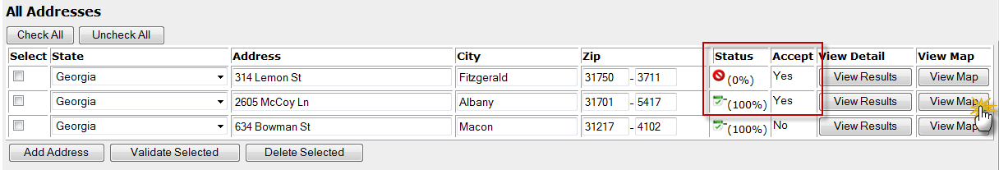 All Addresses
Check All Uncheck All
Select State Address City Zip Status Accept View Detail View Map
Georgia 314 Lemon St Fitzgerald 31750 - 3711 (0%) Yes View Results View Map
Georgia 2605 McCoy Ln Albany 31701 - 5417 (100%) Yes View Results View Map
Georgia 634 Bowman St Macon 31217 - 4102 (100%) No View Results View Map
Add Address Validate Selected Delete Selected